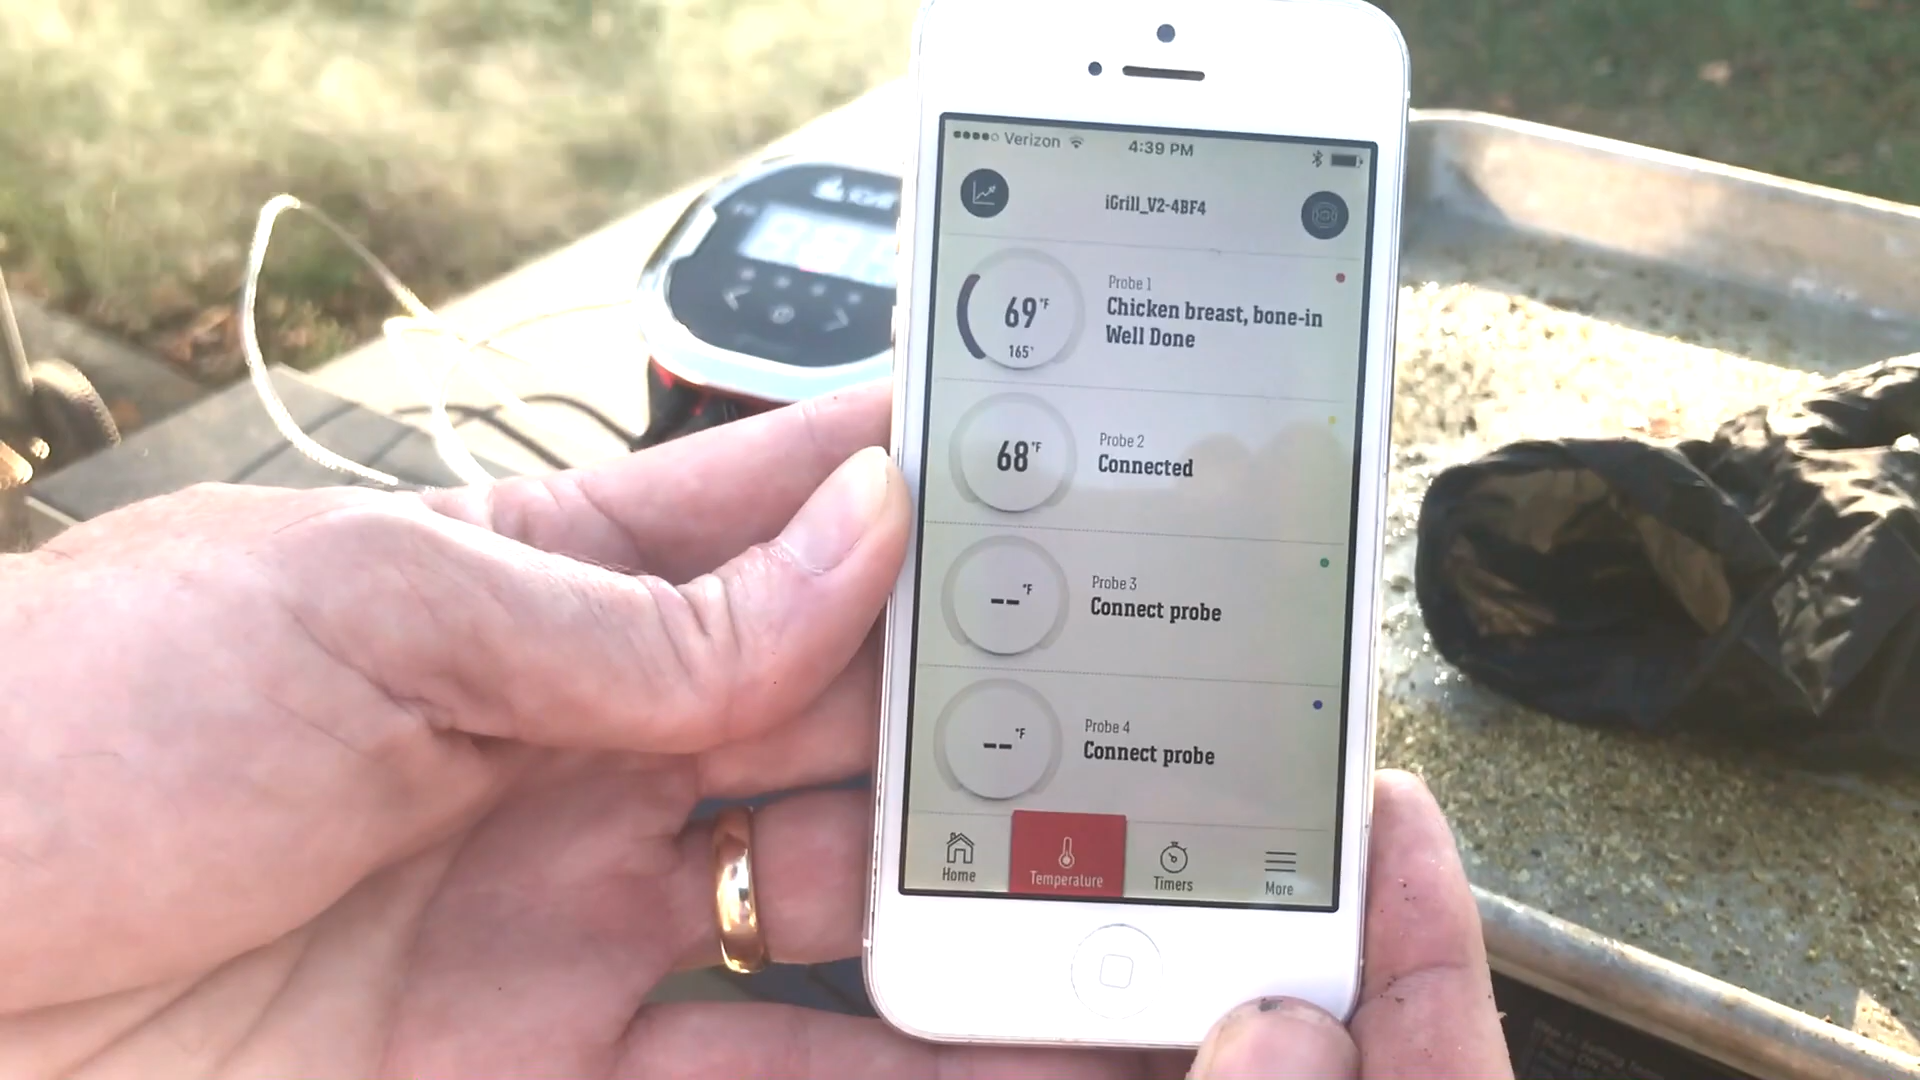 Verizon
4:39 PM
iGrill_V2-4BF4
69°F
165°
Probe 1
Chicken breast, bone-in
Well Done
68°F
Probe 2
Connected
--°F
Probe 3
Connect probe
--°F
Probe 4
Connect probe
Home
Temperature
Timers
More